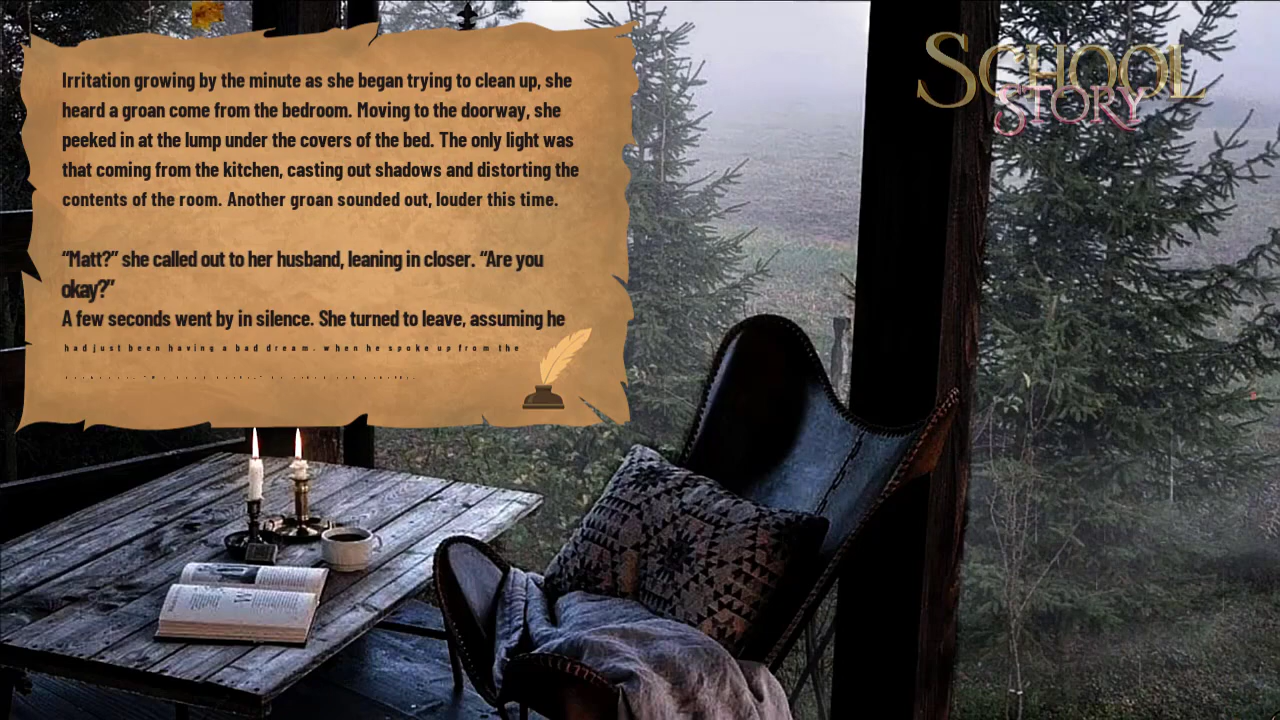 Irritation growing by the minute as she began trying to clean up, she
heard a groan come from the bedroom. Moving to the doorway, she
peeked in at the lump under the covers of the bed. The only light was
that coming from the kitchen, casting out shadows and distorting the
contents of the room. Another groan sounded out, louder this time.
“Matt?” she called out to her husband, leaning in closer. “Are you
okay?”
A few seconds went by in silence. She turned to leave, assuming he
had just been having a bad dream, when he spoke up from the
SCHOOL
STORY